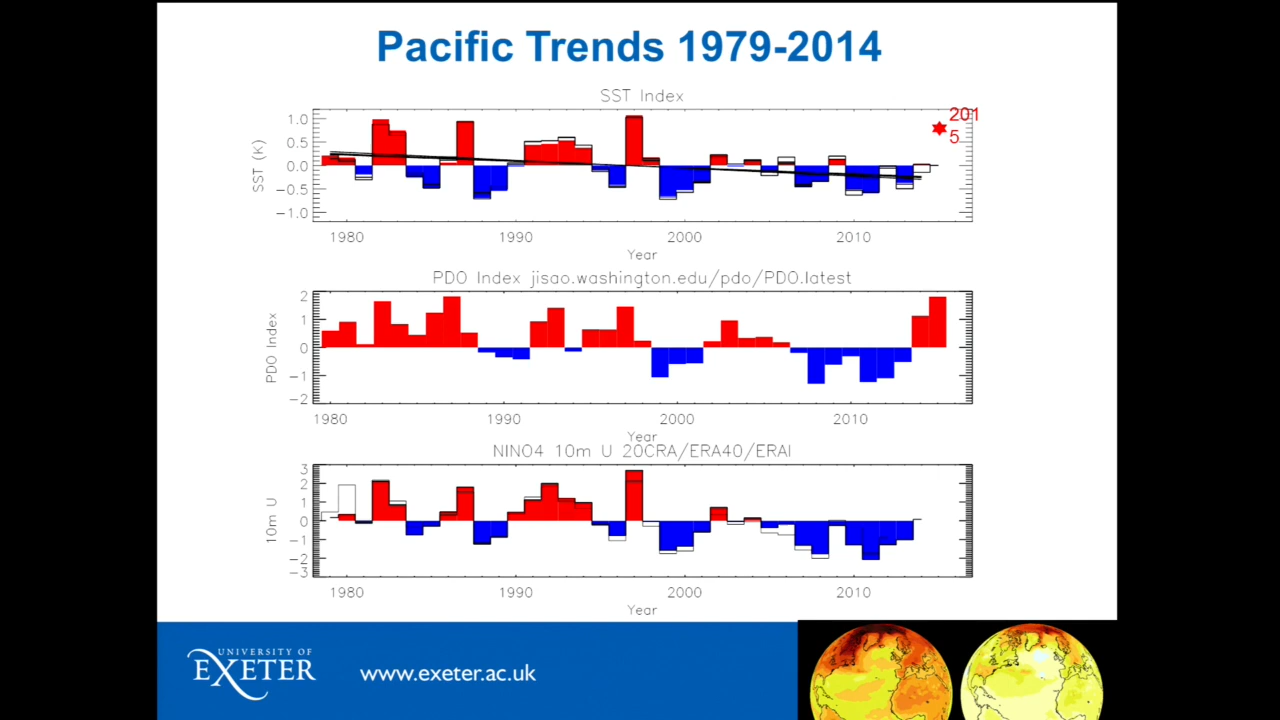 Pacific Trends 1979-2014
SST Index
201
5
SST (K)
1.0
0.5
0.0
−0.5
−1.0
1980 1990 2000 2010
Year
PDO Index jisao.washington.edu/pdo/PDO.latest
PDO Index
2
1
0
−1
−2
1980 1990 2000 2010
Year
NINO4 10m U 20CRA/ERA40/ERAI
10m U
3
2
1
0
−1
−2
−3
1980 1990 2000 2010
Year
UNIVERSITY OF
EXETER
www.exeter.ac.uk